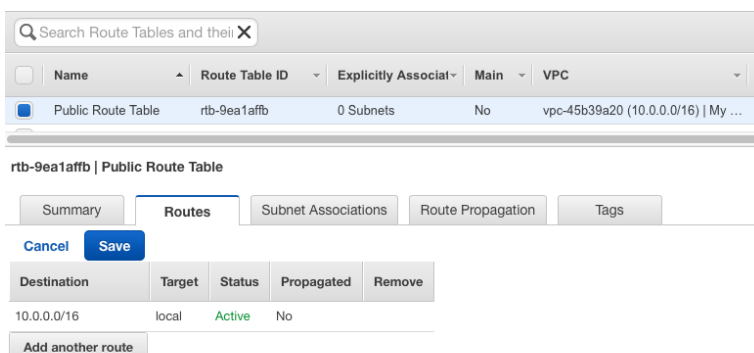 Search Route Tables and thei
Name Route Table ID Explicitly Associat Main VPC
Public Route Table rtb-9ea1affb 0 Subnets No vpc-45b39a20 (10.0.0.0/16) | My ...
rtb-9ea1affb | Public Route Table
Summary Routes Subnet Associations Route Propagation Tags
Cancel Save
Destination Target Status Propagated Remove
10.0.0.0/16 local Active No
Add another route